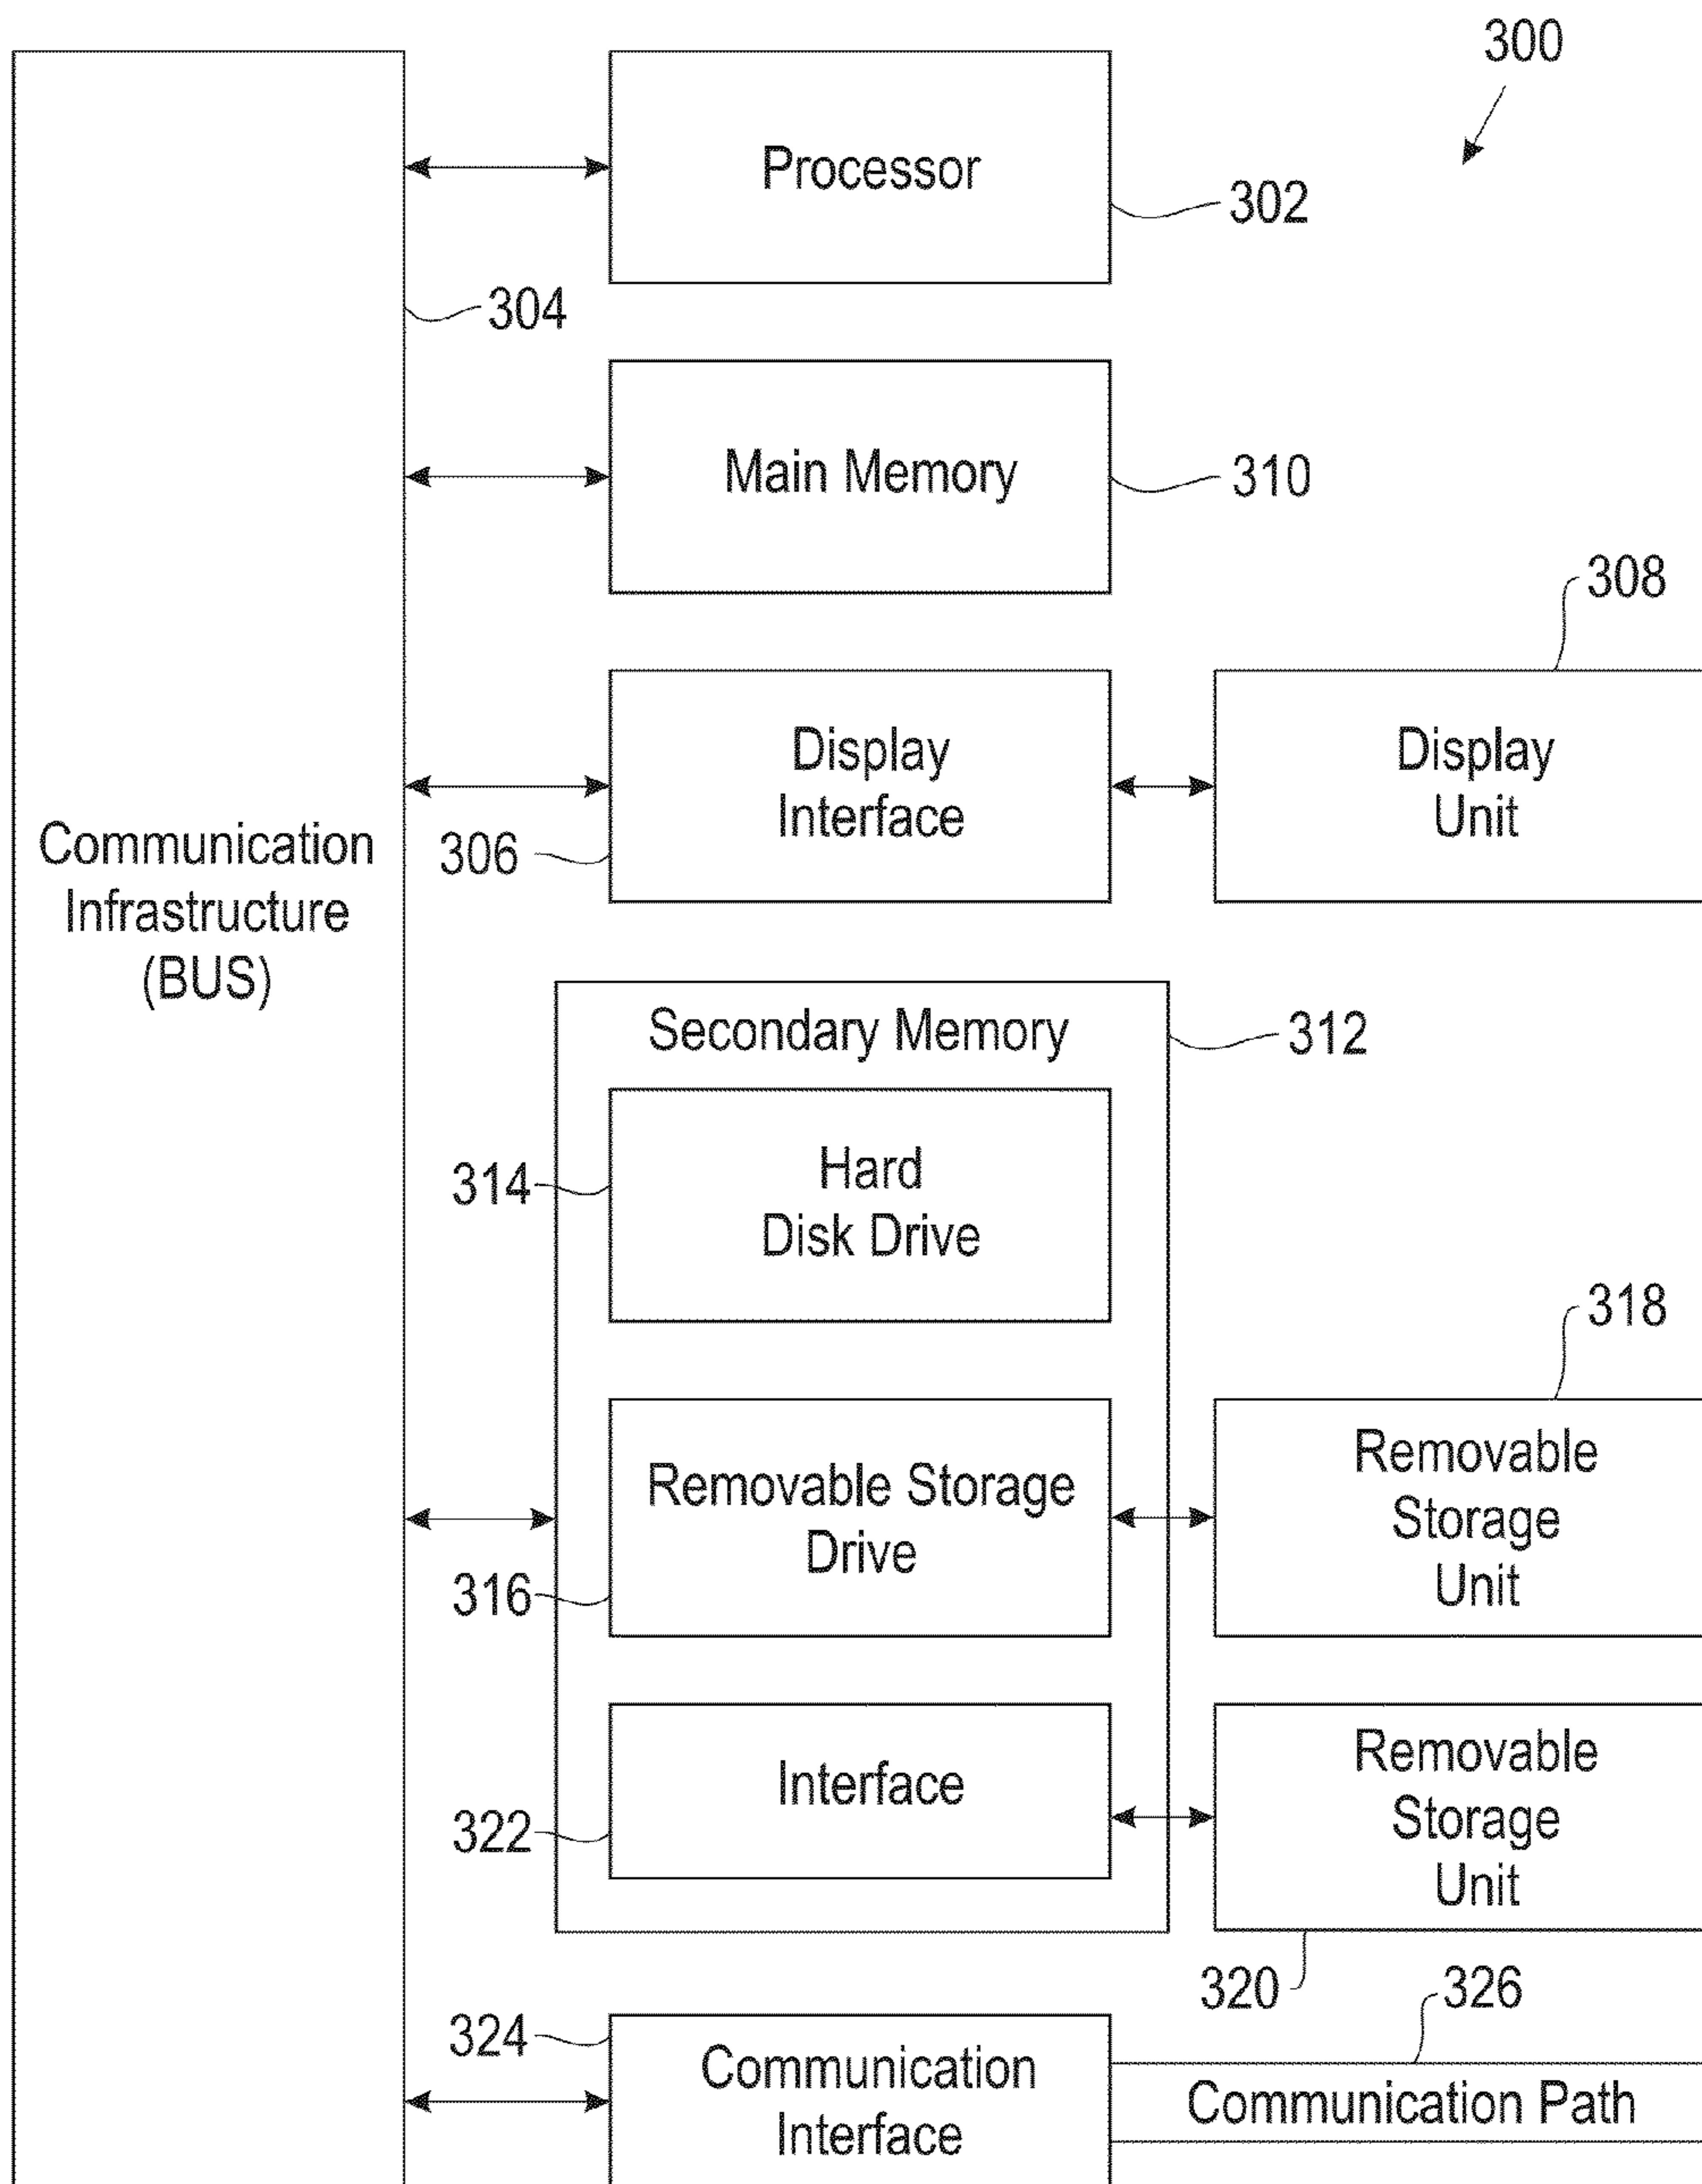 300
Processor
302
304
Main Memory
310
308
Display
Interface
Display
Unit
306
Communication
Infrastructure
(BUS)
Secondary Memory
312
314
Hard
Disk Drive
318
Removable Storage
Drive
316
Removable
Storage
Unit
Interface
322
Removable
Storage
Unit
320
326
324
Communication
Interface
Communication Path